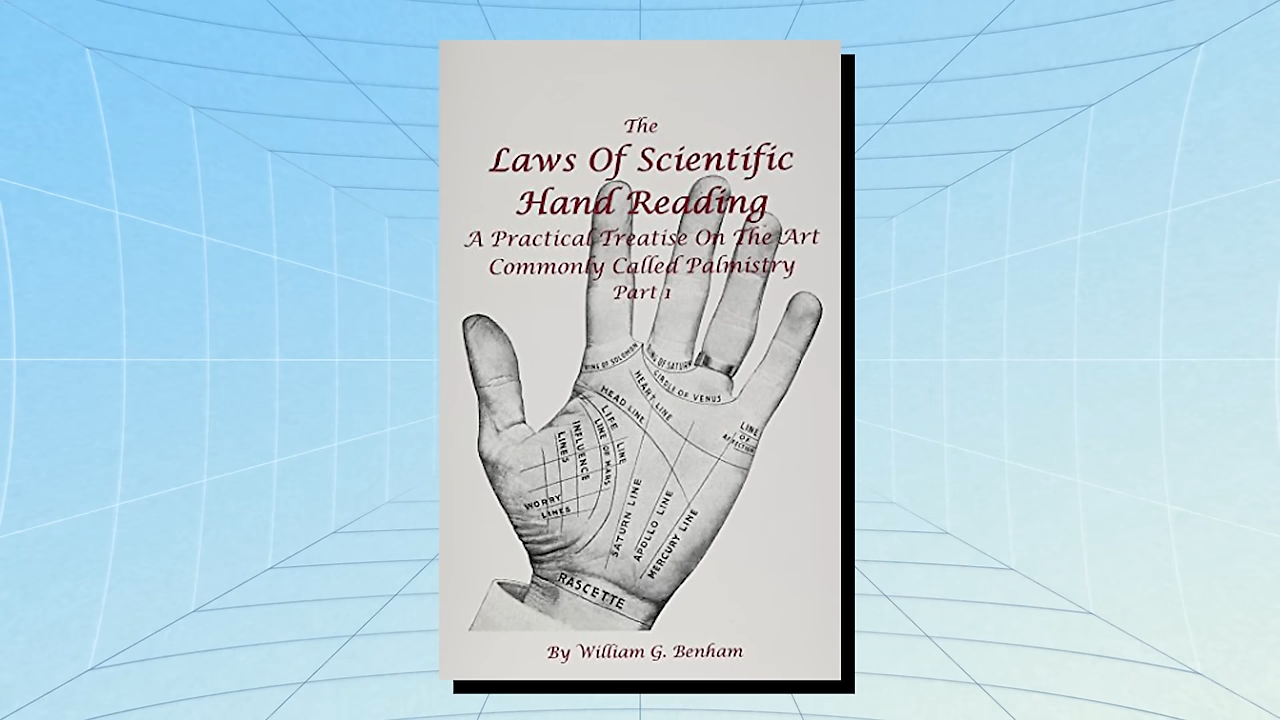 The
Laws Of Scientific
Hand Reading
A Practical Treatise On The Art
Commonly Called Palmistry
Part 1
RING OF SOLOMON
RING OF SATURN
GIRDLE OF VENUS
HEART LINE
HEAD LINE
LIFE LINE
LINE OF MARS
INFLUENCE
LINES
LINE
OF
AFFECTION
WORRY
LINES
SATURN LINE
APOLLO LINE
MERCURY LINE
RASCETTE
By William G. Benham